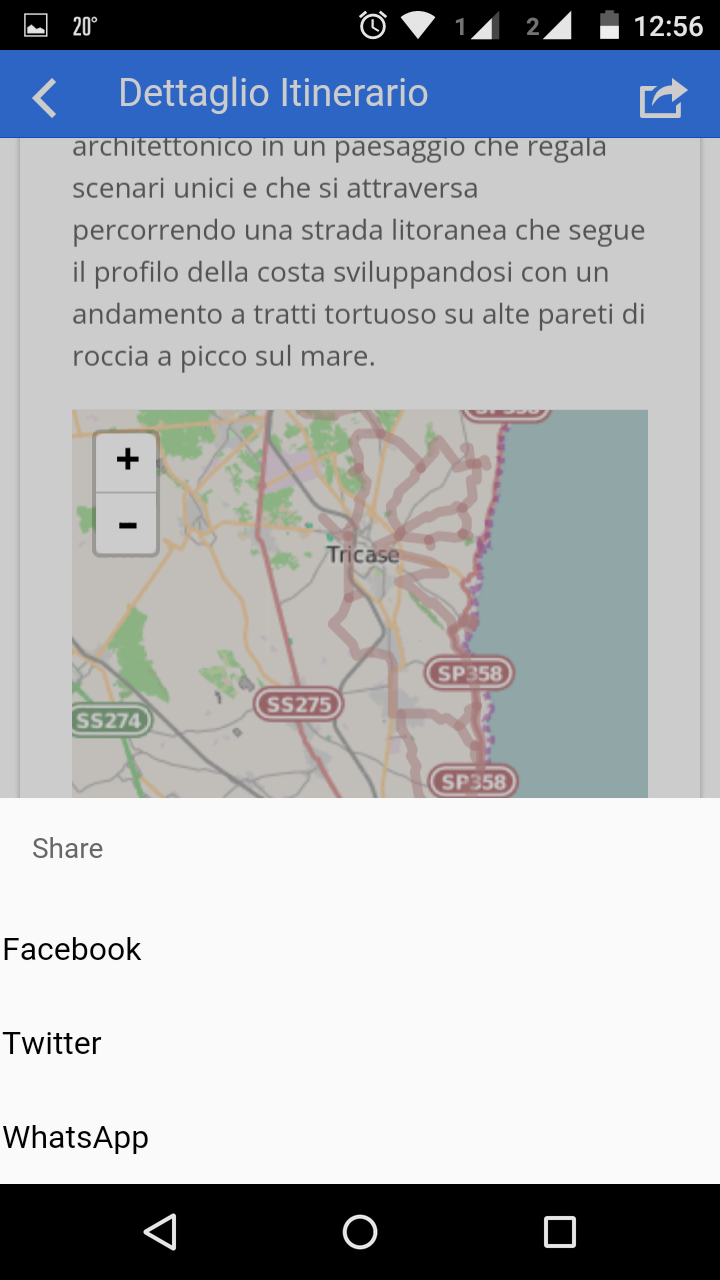 20°
1
2
12:56
Dettaglio Itinerario
architettonico in un paesaggio che regala
scenari unici e che si attraversa
percorrendo una strada litoranea che segue
il profilo della costa sviluppandosi con un
andamento a tratti tortuoso su alte pareti di
roccia a picco sul mare.
SP358
+
-
Tricase
SP358
SS275
SS274
SP358
Share
Facebook
Twitter
WhatsApp